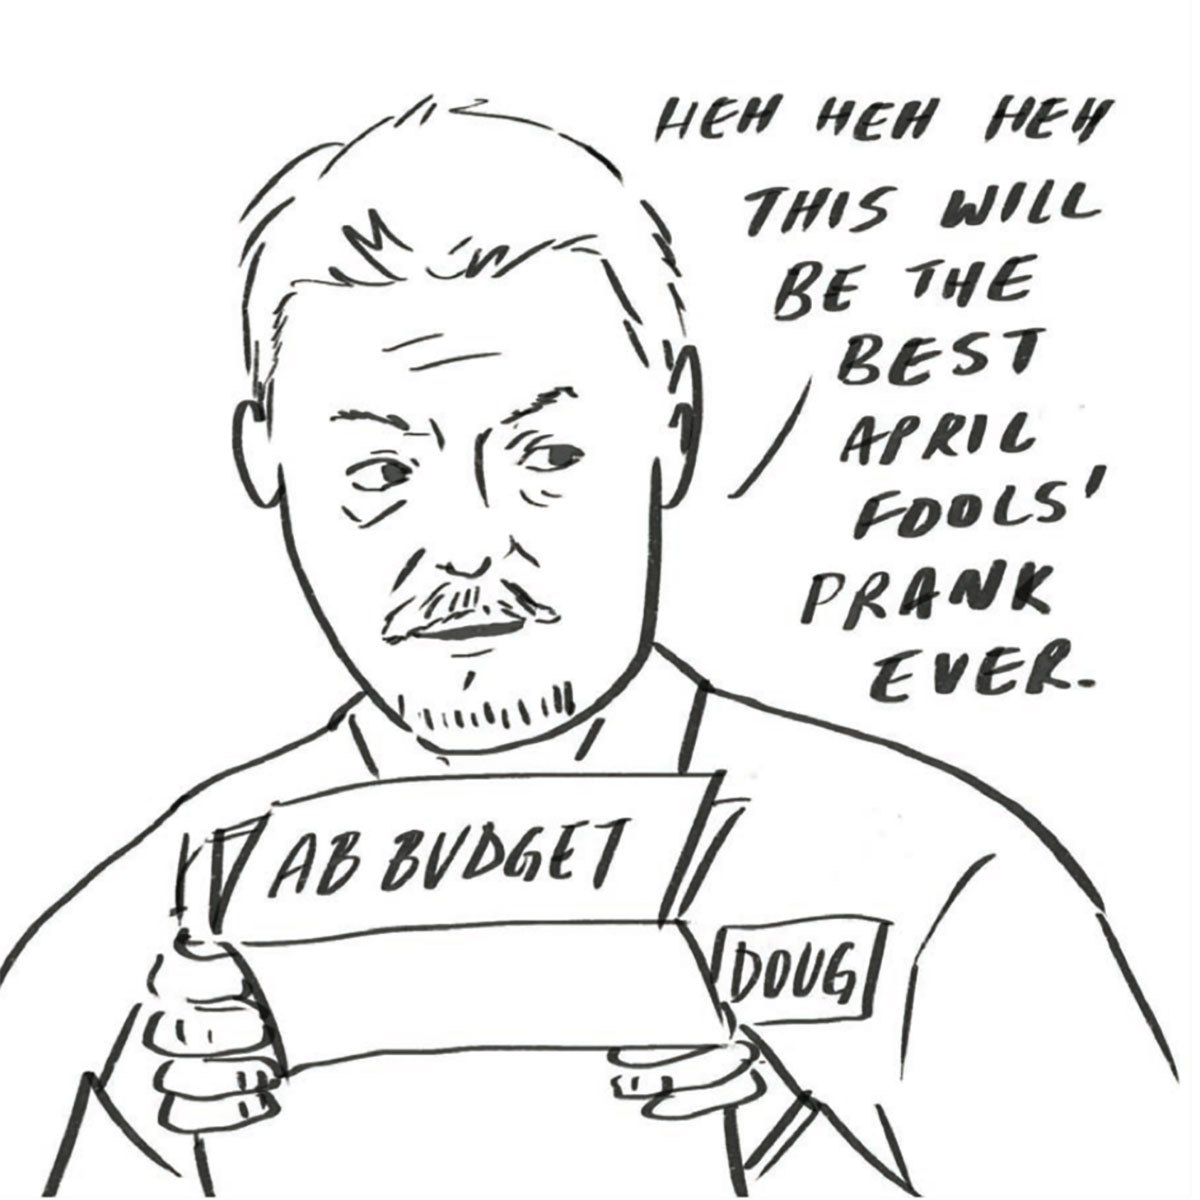 HEH HEH HEH
THIS WILL
BE THE
BEST
APRIL
FOOLS'
PRANK
EVER.
AB BUDGET
DOUG